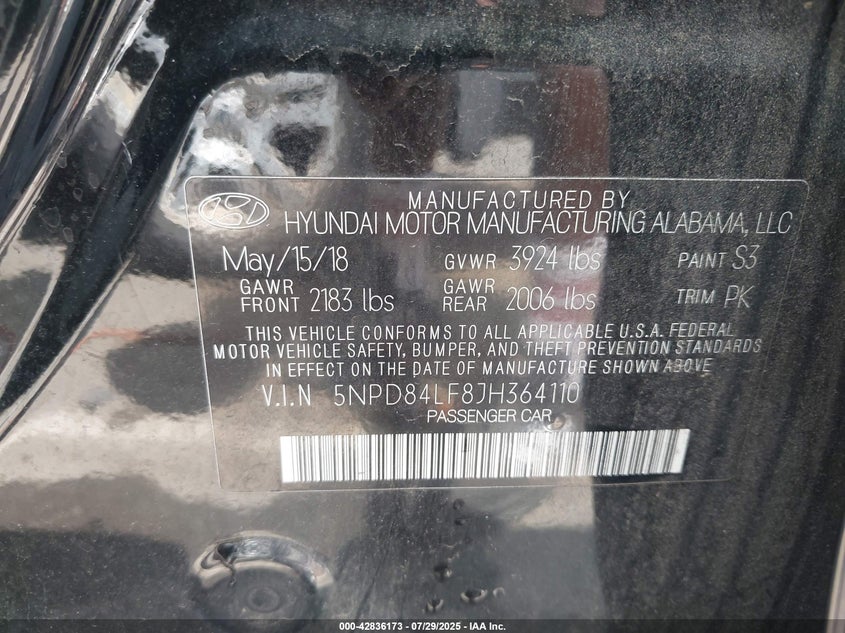 MANUFACTURED BY
HYUNDAI MOTOR MANUFACTURING ALABAMA, LLC
May/15/18 GVWR 3924 lbs PAINT S3
GAWR FRONT 2183 lbs GAWR REAR 2006 lbs TRIM PK
THIS VEHICLE CONFORMS TO ALL APPLICABLE U.S.A. FEDERAL
MOTOR VEHICLE SAFETY, BUMPER, AND THEFT PREVENTION STANDARDS
IN EFFECT ON THE DATE OF MANUFACTURE SHOWN ABOVE
V.I.N 5NPD84LF8JH364110
PASSENGER CAR
000-42836173 - 07/29/2025 - IAA Inc.